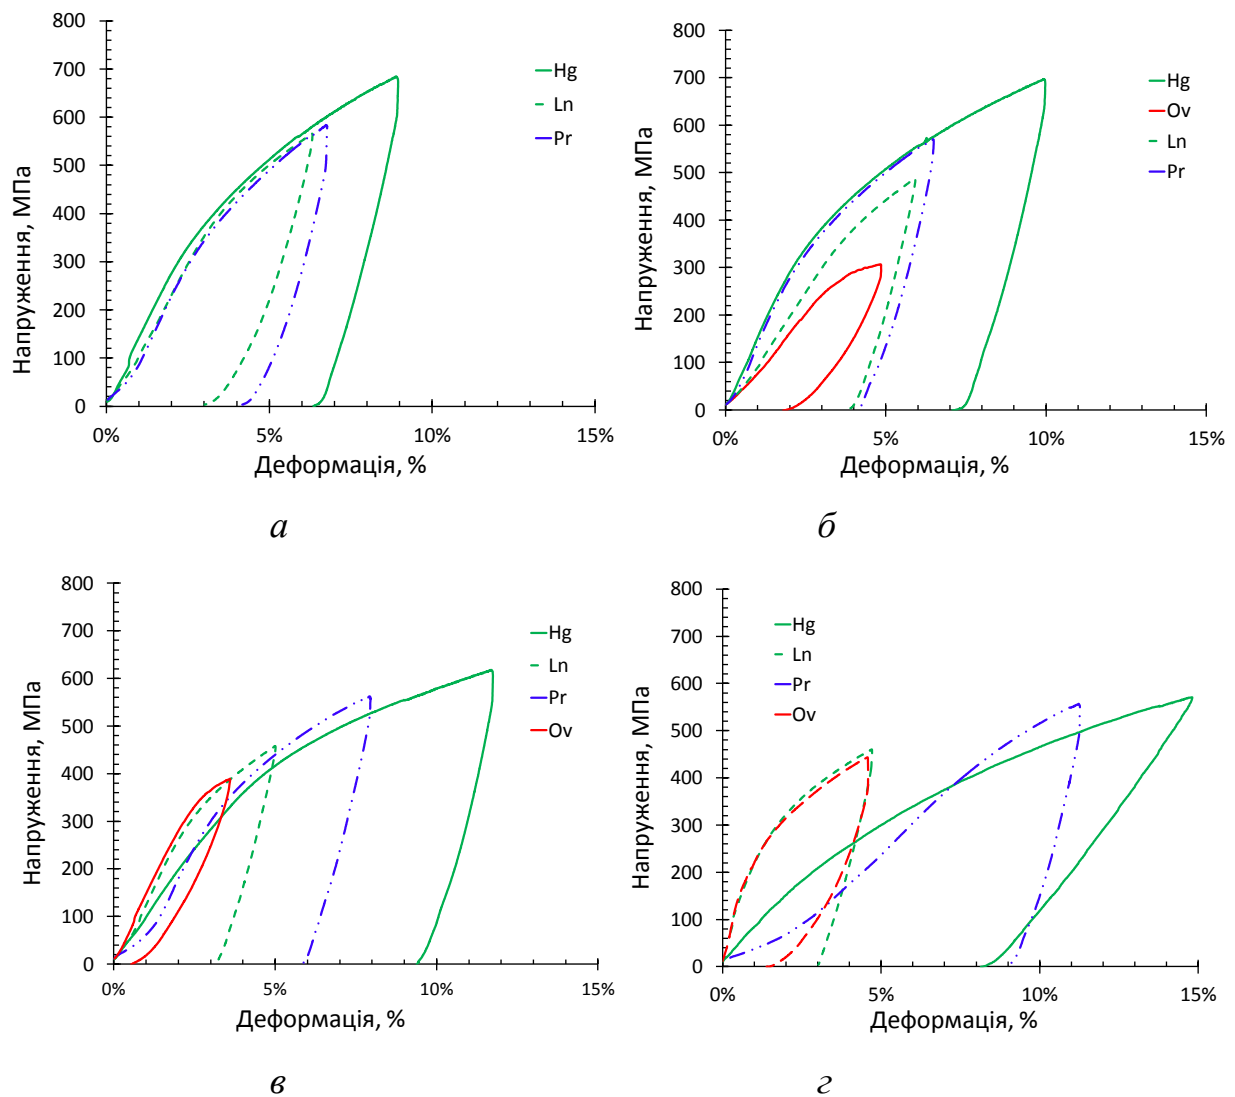 800
700
600
500
400
300
200
100
0
Напруження, МПа
0%
5%
10%
15%
Деформація, %
Hg
Ln
Pr
а
800
700
600
500
400
300
200
100
0
Напруження, МПа
0%
5%
10%
15%
Деформація, %
Hg
Ov
Ln
Pr
б
800
700
600
500
400
300
200
100
0
Напруження, МПа
0%
5%
10%
15%
Деформація, %
Hg
Ln
Pr
Ov
в
800
700
600
500
400
300
200
100
0
Напруження, МПа
0%
5%
10%
15%
Деформація, %
Hg
Ln
Pr
Ov
г